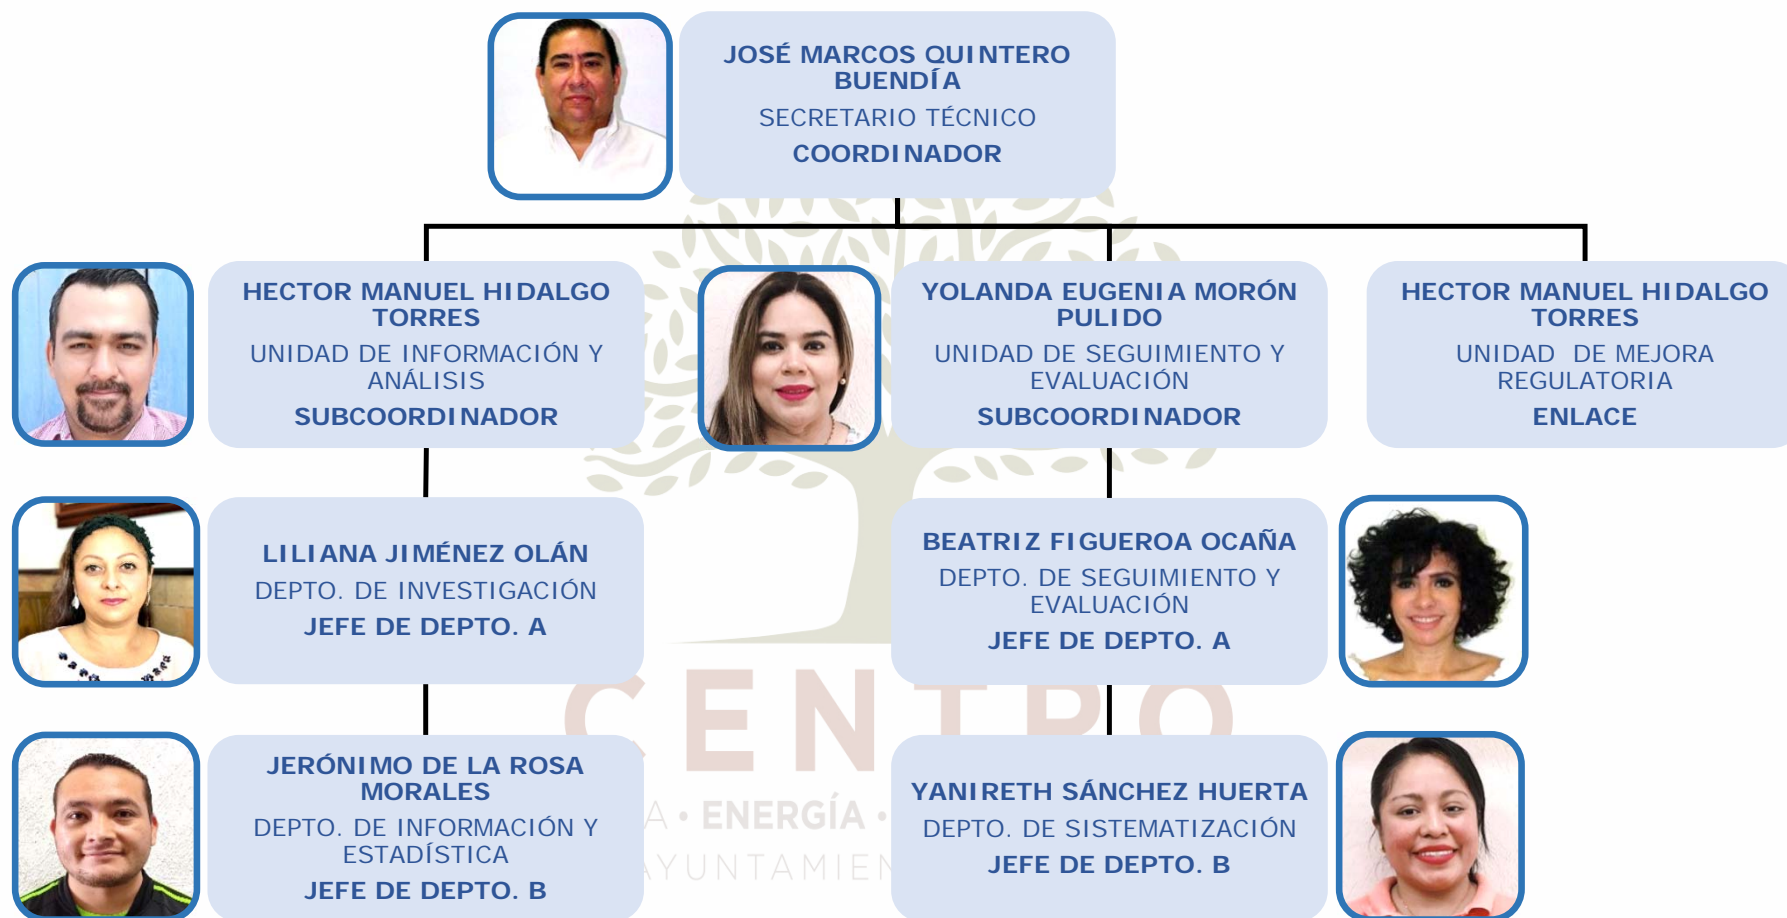 JOSÉ MARCOS QUINTERO
BUENDÍA
SECRETARIO TÉCNICO
COORDINADOR
HECTOR MANUEL HIDALGO
TORRES
UNIDAD DE INFORMACIÓN Y
ANÁLISIS
SUBCOORDINADOR
YOLANDA EUGENIA MORÓN
PULIDO
UNIDAD DE SEGUIMIENTO Y
EVALUACIÓN
SUBCOORDINADOR
HECTOR MANUEL HIDALGO
TORRES
UNIDAD DE MEJORA
REGULATORIA
ENLACE
LILIANA JIMÉNEZ OLÁN
DEPTO. DE INVESTIGACIÓN
JEFE DE DEPTO. A
BEATRIZ FIGUEROA OCAÑA
DEPTO. DE SEGUIMIENTO Y
EVALUACIÓN
JEFE DE DEPTO. A
JERÓNIMO DE LA ROSA
MORALES
DEPTO. DE INFORMACIÓN Y
ESTADÍSTICA
JEFE DE DEPTO. B
YANIRETH SÁNCHEZ HUERTA
DEPTO. DE SISTEMATIZACIÓN
JEFE DE DEPTO. B
CENTRO
A • ENERGÍA •
AYUNTAMIEN